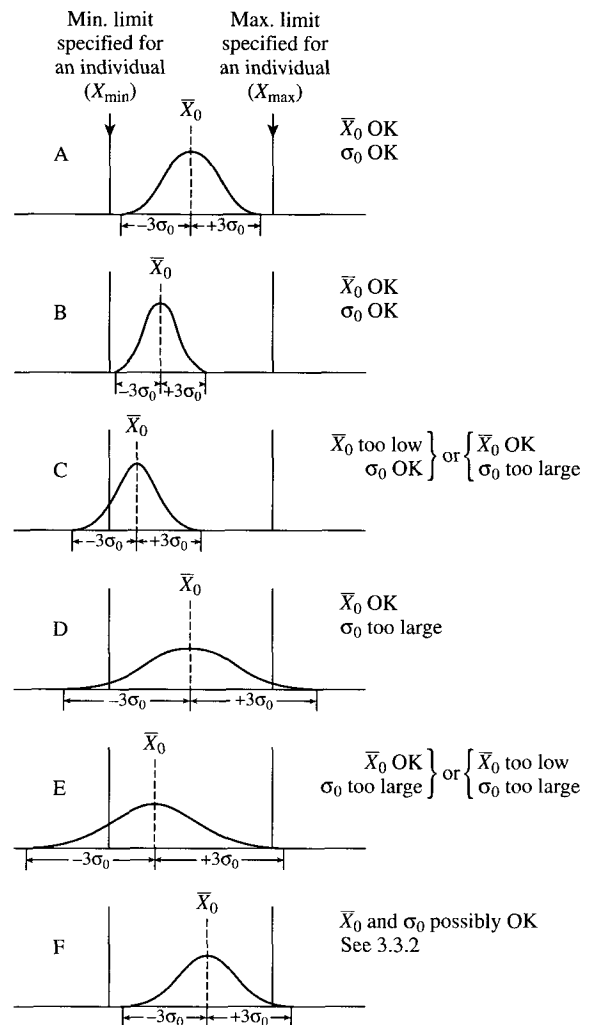 Min. limit
specified for
an individual
(X_min)
Max. limit
specified for
an individual
(X_max)
X̅₀
A
X̅₀ OK
σ₀ OK
−3σ₀ +3σ₀
X̅₀
B
X̅₀ OK
σ₀ OK
−3σ₀ +3σ₀
X̅₀
C
X̅₀ too low
σ₀ OK
} or {
X̅₀ OK
σ₀ too large
−3σ₀ +3σ₀
X̅₀
D
X̅₀ OK
σ₀ too large
−3σ₀ +3σ₀
X̅₀
E
X̅₀ OK
σ₀ too large
} or {
X̅₀ too low
σ₀ too large
−3σ₀ +3σ₀
X̅₀
F
X̅₀ and σ₀ possibly OK
See 3.3.2
−3σ₀ +3σ₀